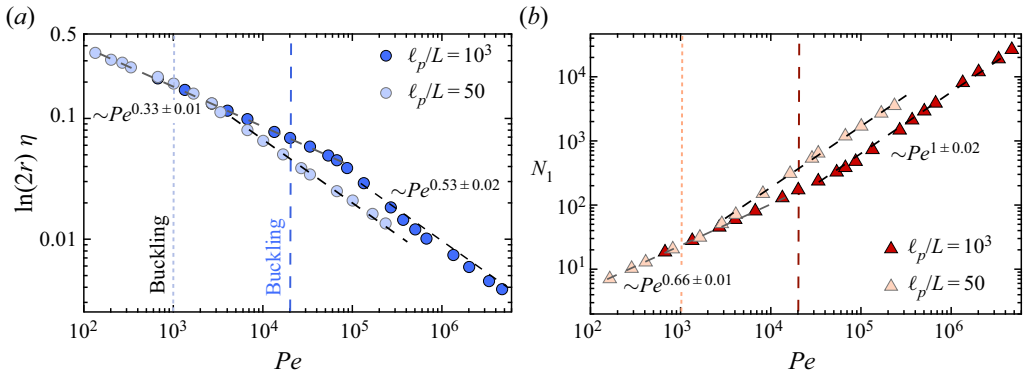 (a)
0.5
0.1
0.01
ln(2r) η
ℓp/L = 10³
ℓp/L = 50
~Pe^0.33 ± 0.01
~Pe^0.53 ± 0.02
Buckling
Buckling
10² 10³ 10⁴ 10⁵ 10⁶
Pe
(b)
10⁴
10³
10²
10¹
N₁
~Pe^1 ± 0.02
~Pe^0.66 ± 0.01
ℓp/L = 10³
ℓp/L = 50
10² 10³ 10⁴ 10⁵ 10⁶
Pe